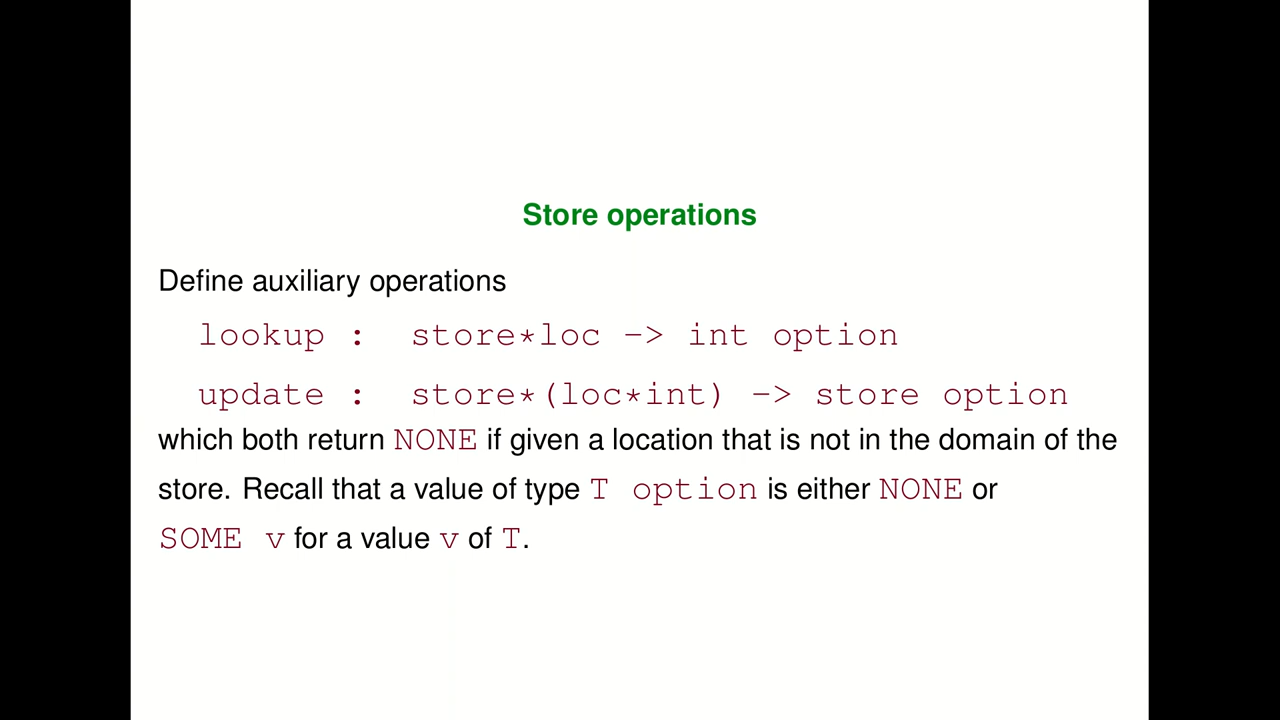 Store operations
Define auxiliary operations
lookup : store*loc -> int option
update : store*(loc*int) -> store option
which both return NONE if given a location that is not in the domain of the
store. Recall that a value of type T option is either NONE or
SOME v for a value v of T.